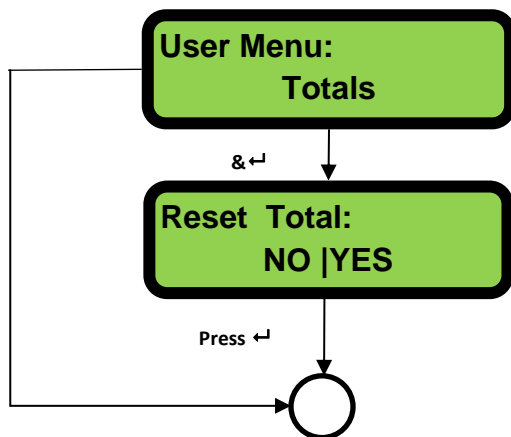 User Menu:
Totals
&↵
Reset Total:
NO |YES
Press ↵